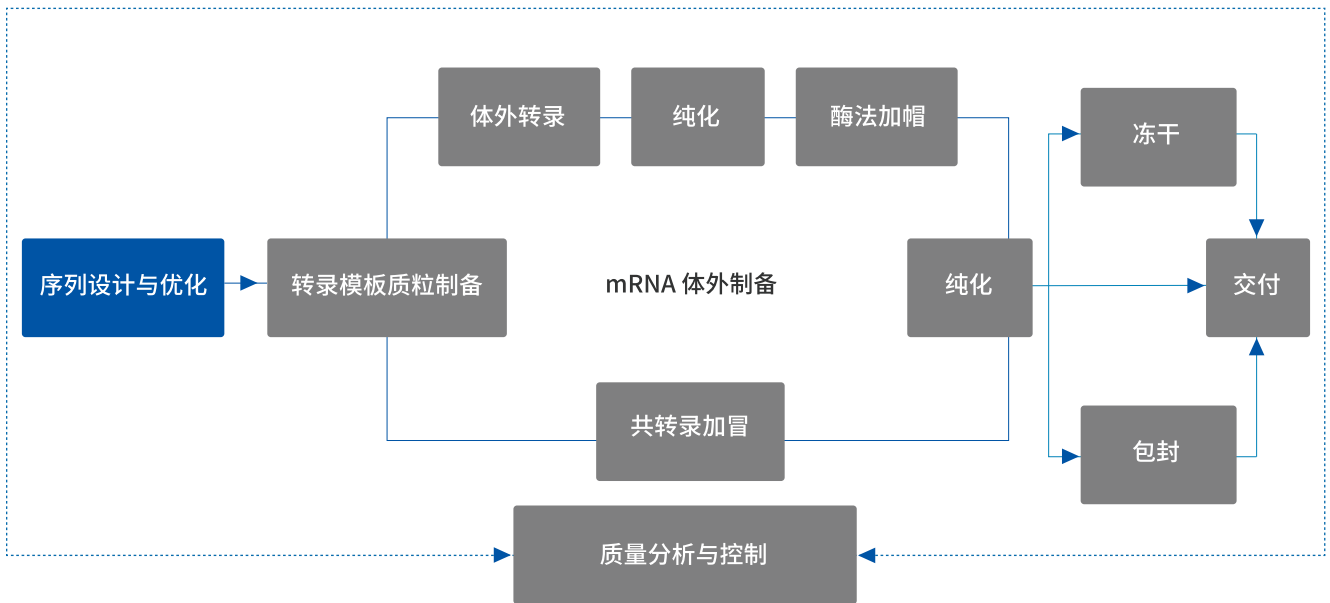 体外转录
纯化
酶法加帽
冻干
序列设计与优化
转录模板质粒制备
mRNA 体外制备
纯化
交付
共转录加冒
包封
质量分析与控制